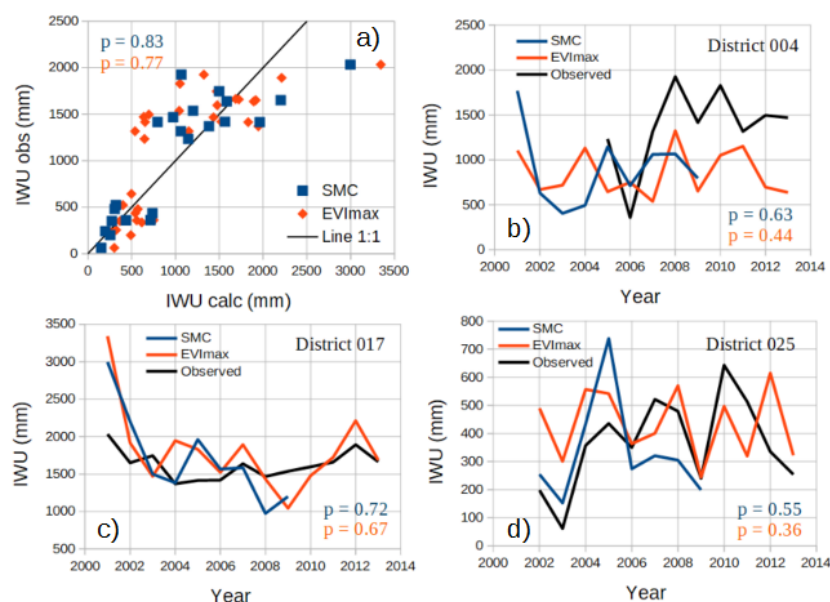 2500
2000
1500
1000
500
0
IWU obs (mm)
p = 0.83
p = 0.77
a)
SMC
EVImax
Line 1:1
0 500 1000 1500 2000 2500 3000 3500
IWU calc (mm)
2500
2000
1500
1000
500
0
IWU (mm)
SMC
EVImax
Observed
District 004
b)
p = 0.63
p = 0.44
2000 2002 2004 2006 2008 2010 2012 2014
Year
3500
3000
2500
2000
1500
1000
500
IWU (mm)
SMC
EVImax
Observed
District 017
c)
p = 0.72
p = 0.67
2000 2002 2004 2006 2008 2010 2012 2014
Year
800
700
600
500
400
300
200
100
0
IWU (mm)
SMC
EVImax
Observed
District 025
d)
p = 0.55
p = 0.36
2000 2002 2004 2006 2008 2010 2012 2014
Year